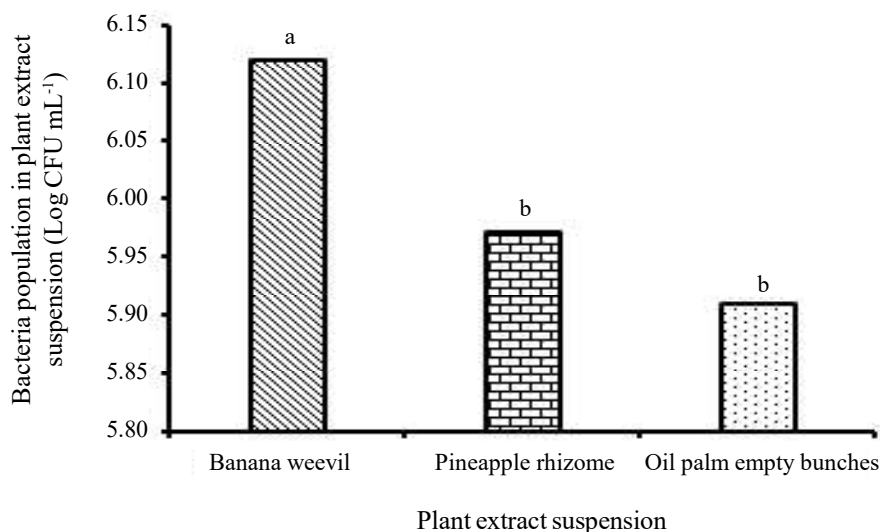 Bacteria population in plant extract
suspension (Log CFU mL⁻¹)
6.15
6.10
6.05
6.00
5.95
5.90
5.85
5.80
a
b
b
Banana weevil Pineapple rhizome Oil palm empty bunches
Plant extract suspension